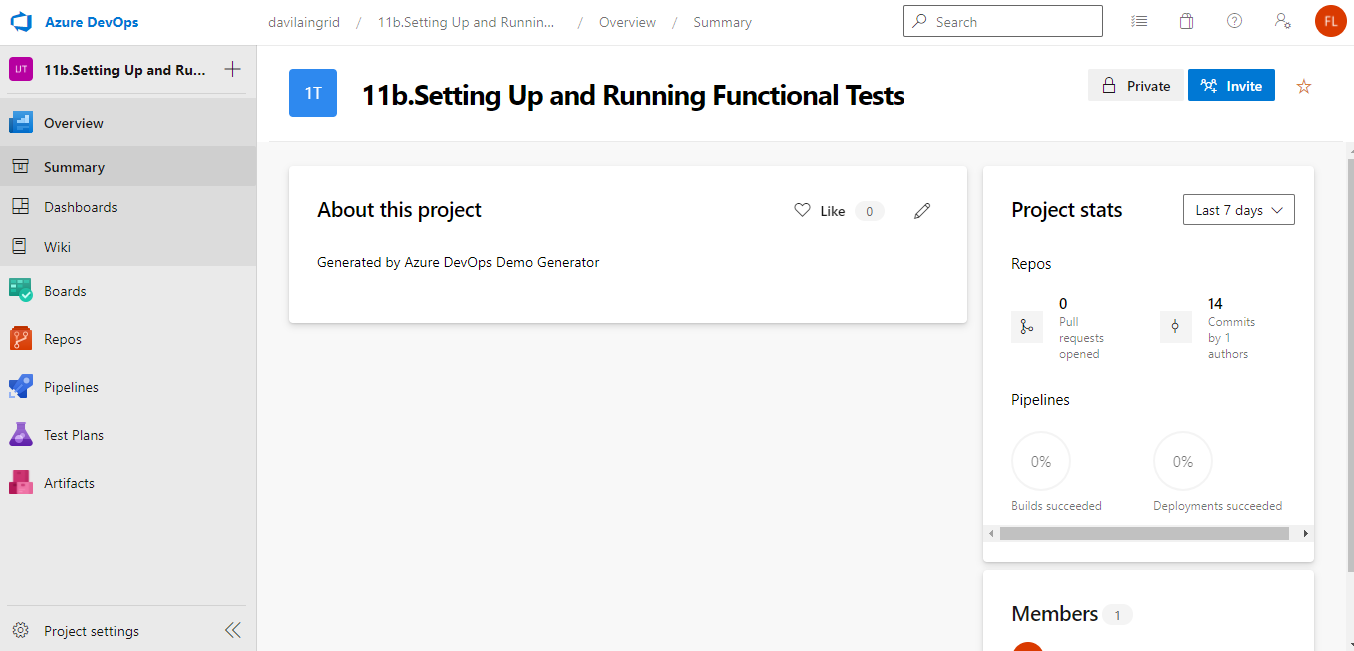 Azure DevOps
davilaingrid / 11b.Setting Up and Runnin... / Overview / Summary
Search
FL
UT
11b.Setting Up and Ru...
Overview
Summary
Dashboards
Wiki
Boards
Repos
Pipelines
Test Plans
Artifacts
Project settings
1T
11b.Setting Up and Running Functional Tests
Private
Invite
About this project
Like 0
Generated by Azure DevOps Demo Generator
Project stats
Last 7 days
Repos
0
Pull
requests
opened
14
Commits
by 1
authors
Pipelines
0%
Builds succeeded
0%
Deployments succeeded
Members 1